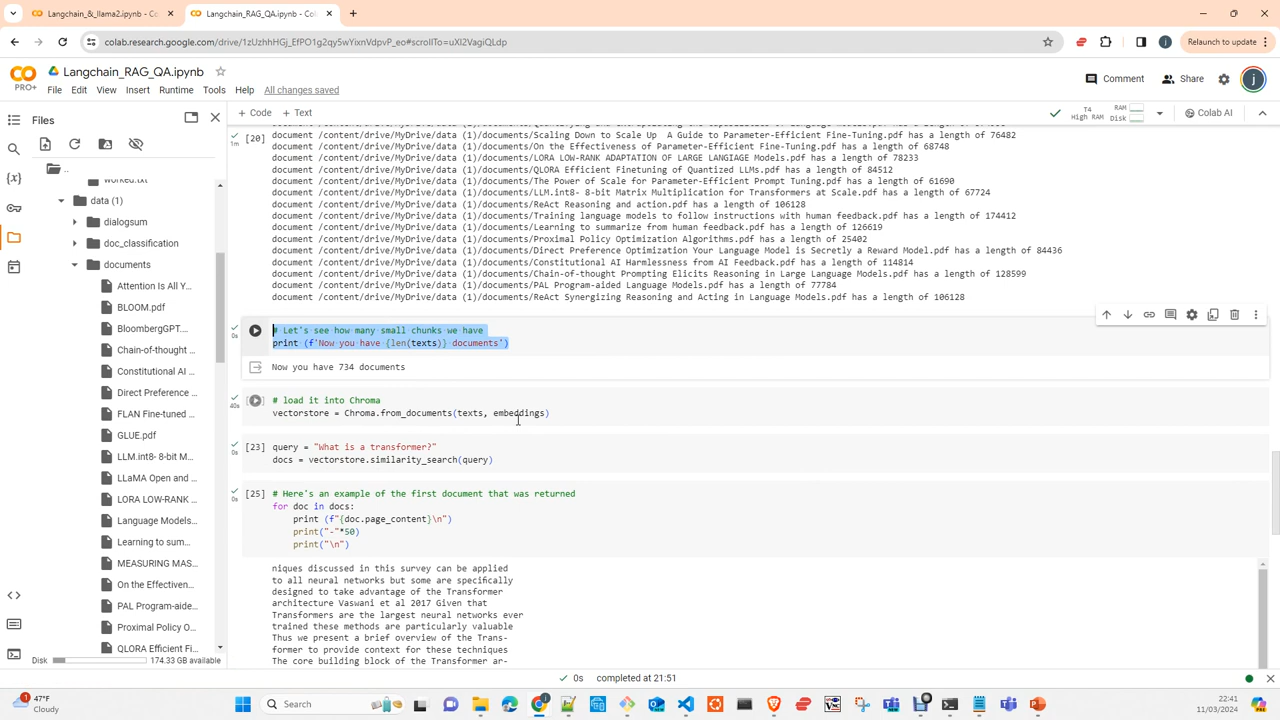 Langchain_&_llama2.ipynb - Cola
Langchain_RAG_QA.ipynb - Cola
colab.research.google.com/drive/1zUzhhHGj_EfPO1g2qy5wYixnVdpvP_eo#scrollTo=uXI2VagiQLdp
Relaunch to update
PRO+
Langchain_RAG_QA.ipynb
File Edit View Insert Runtime Tools Help All changes saved
Comment
Share
j
Files
+ Code + Text
T4
High RAM
RAM
Disk
Colab AI
..
worked.txt
data (1)
dialogsum
doc_classification
documents
Attention Is All Y...
BLOOM.pdf
BloombergGPT....
Chain-of-thought ...
Constitutional AI ...
Direct Preference ...
FLAN Fine-tuned ...
GLUE.pdf
LLM.int8- 8-bit M...
LLaMA Open and ...
LORA LOW-RANK ...
Language Models...
Learning to sum...
MEASURING MAS...
On the Effectiven...
PAL Program-aide...
Proximal Policy O...
QLORA Efficient Fi...
Disk 174.33 GB available
[20]
1m
document /content/drive/MyDrive/data (1)/documents/Scaling Down to Scale Up  A Guide to Parameter-Efficient Fine-Tuning.pdf has a length of 76482
document /content/drive/MyDrive/data (1)/documents/On the Effectiveness of Parameter-Efficient Fine-Tuning.pdf has a length of 68748
document /content/drive/MyDrive/data (1)/documents/LORA LOW-RANK ADAPTATION OF LARGE LANGIAGE Models.pdf has a length of 78233
document /content/drive/MyDrive/data (1)/documents/QLORA Efficient Finetuning of Quantized LLMs.pdf has a length of 84512
document /content/drive/MyDrive/data (1)/documents/The Power of Scale for Parameter-Efficient Prompt Tuning.pdf has a length of 61690
document /content/drive/MyDrive/data (1)/documents/LLM.int8- 8-bit Matrix Multiplication for Transformers at Scale.pdf has a length of 67724
document /content/drive/MyDrive/data (1)/documents/ReAct Reasoning and action.pdf has a length of 106128
document /content/drive/MyDrive/data (1)/documents/Training language models to follow instructions with human feedback.pdf has a length of 174412
document /content/drive/MyDrive/data (1)/documents/Learning to summarize from human feedback.pdf has a length of 126619
document /content/drive/MyDrive/data (1)/documents/Proximal Policy Optimization Algorithms.pdf has a length of 25402
document /content/drive/MyDrive/data (1)/documents/Direct Preference Optimization Your Language Model is Secretly a Reward Model.pdf has a length of 84436
document /content/drive/MyDrive/data (1)/documents/Constitutional AI Harmlessness from AI Feedback.pdf has a length of 114814
document /content/drive/MyDrive/data (1)/documents/Chain-of-thought Prompting Elicits Reasoning in Large Language Models.pdf has a length of 128599
document /content/drive/MyDrive/data (1)/documents/PAL Program-aided Language Models.pdf has a length of 77784
document /content/drive/MyDrive/data (1)/documents/ReAct Synergizing Reasoning and Acting in Language Models.pdf has a length of 106128
0s
# Let's see how many small chunks we have
print (f'Now you have {len(texts)} documents')
Now you have 734 documents
40s
# load it into Chroma
vectorstore = Chroma.from_documents(texts, embeddings)
[23]
0s
query = "What is a transformer?"
docs = vectorstore.similarity_search(query)
[25]
0s
# Here's an example of the first document that was returned
for doc in docs:
print (f"{doc.page_content}\n")
print("-"*50)
print("\n")
niques discussed in this survey can be applied
to all neural networks but some are specifically
designed to take advantage of the Transformer
architecture Vaswani et al 2017 Given that
Transformers are the largest neural networks ever
trained these methods are particularly valuable
Thus we present a brief overview of the Trans-
former to provide context for these techniques
The core building block of the Transformer ar-
0s completed at 21:51
47°F
Cloudy
Search
22:41
11/03/2024